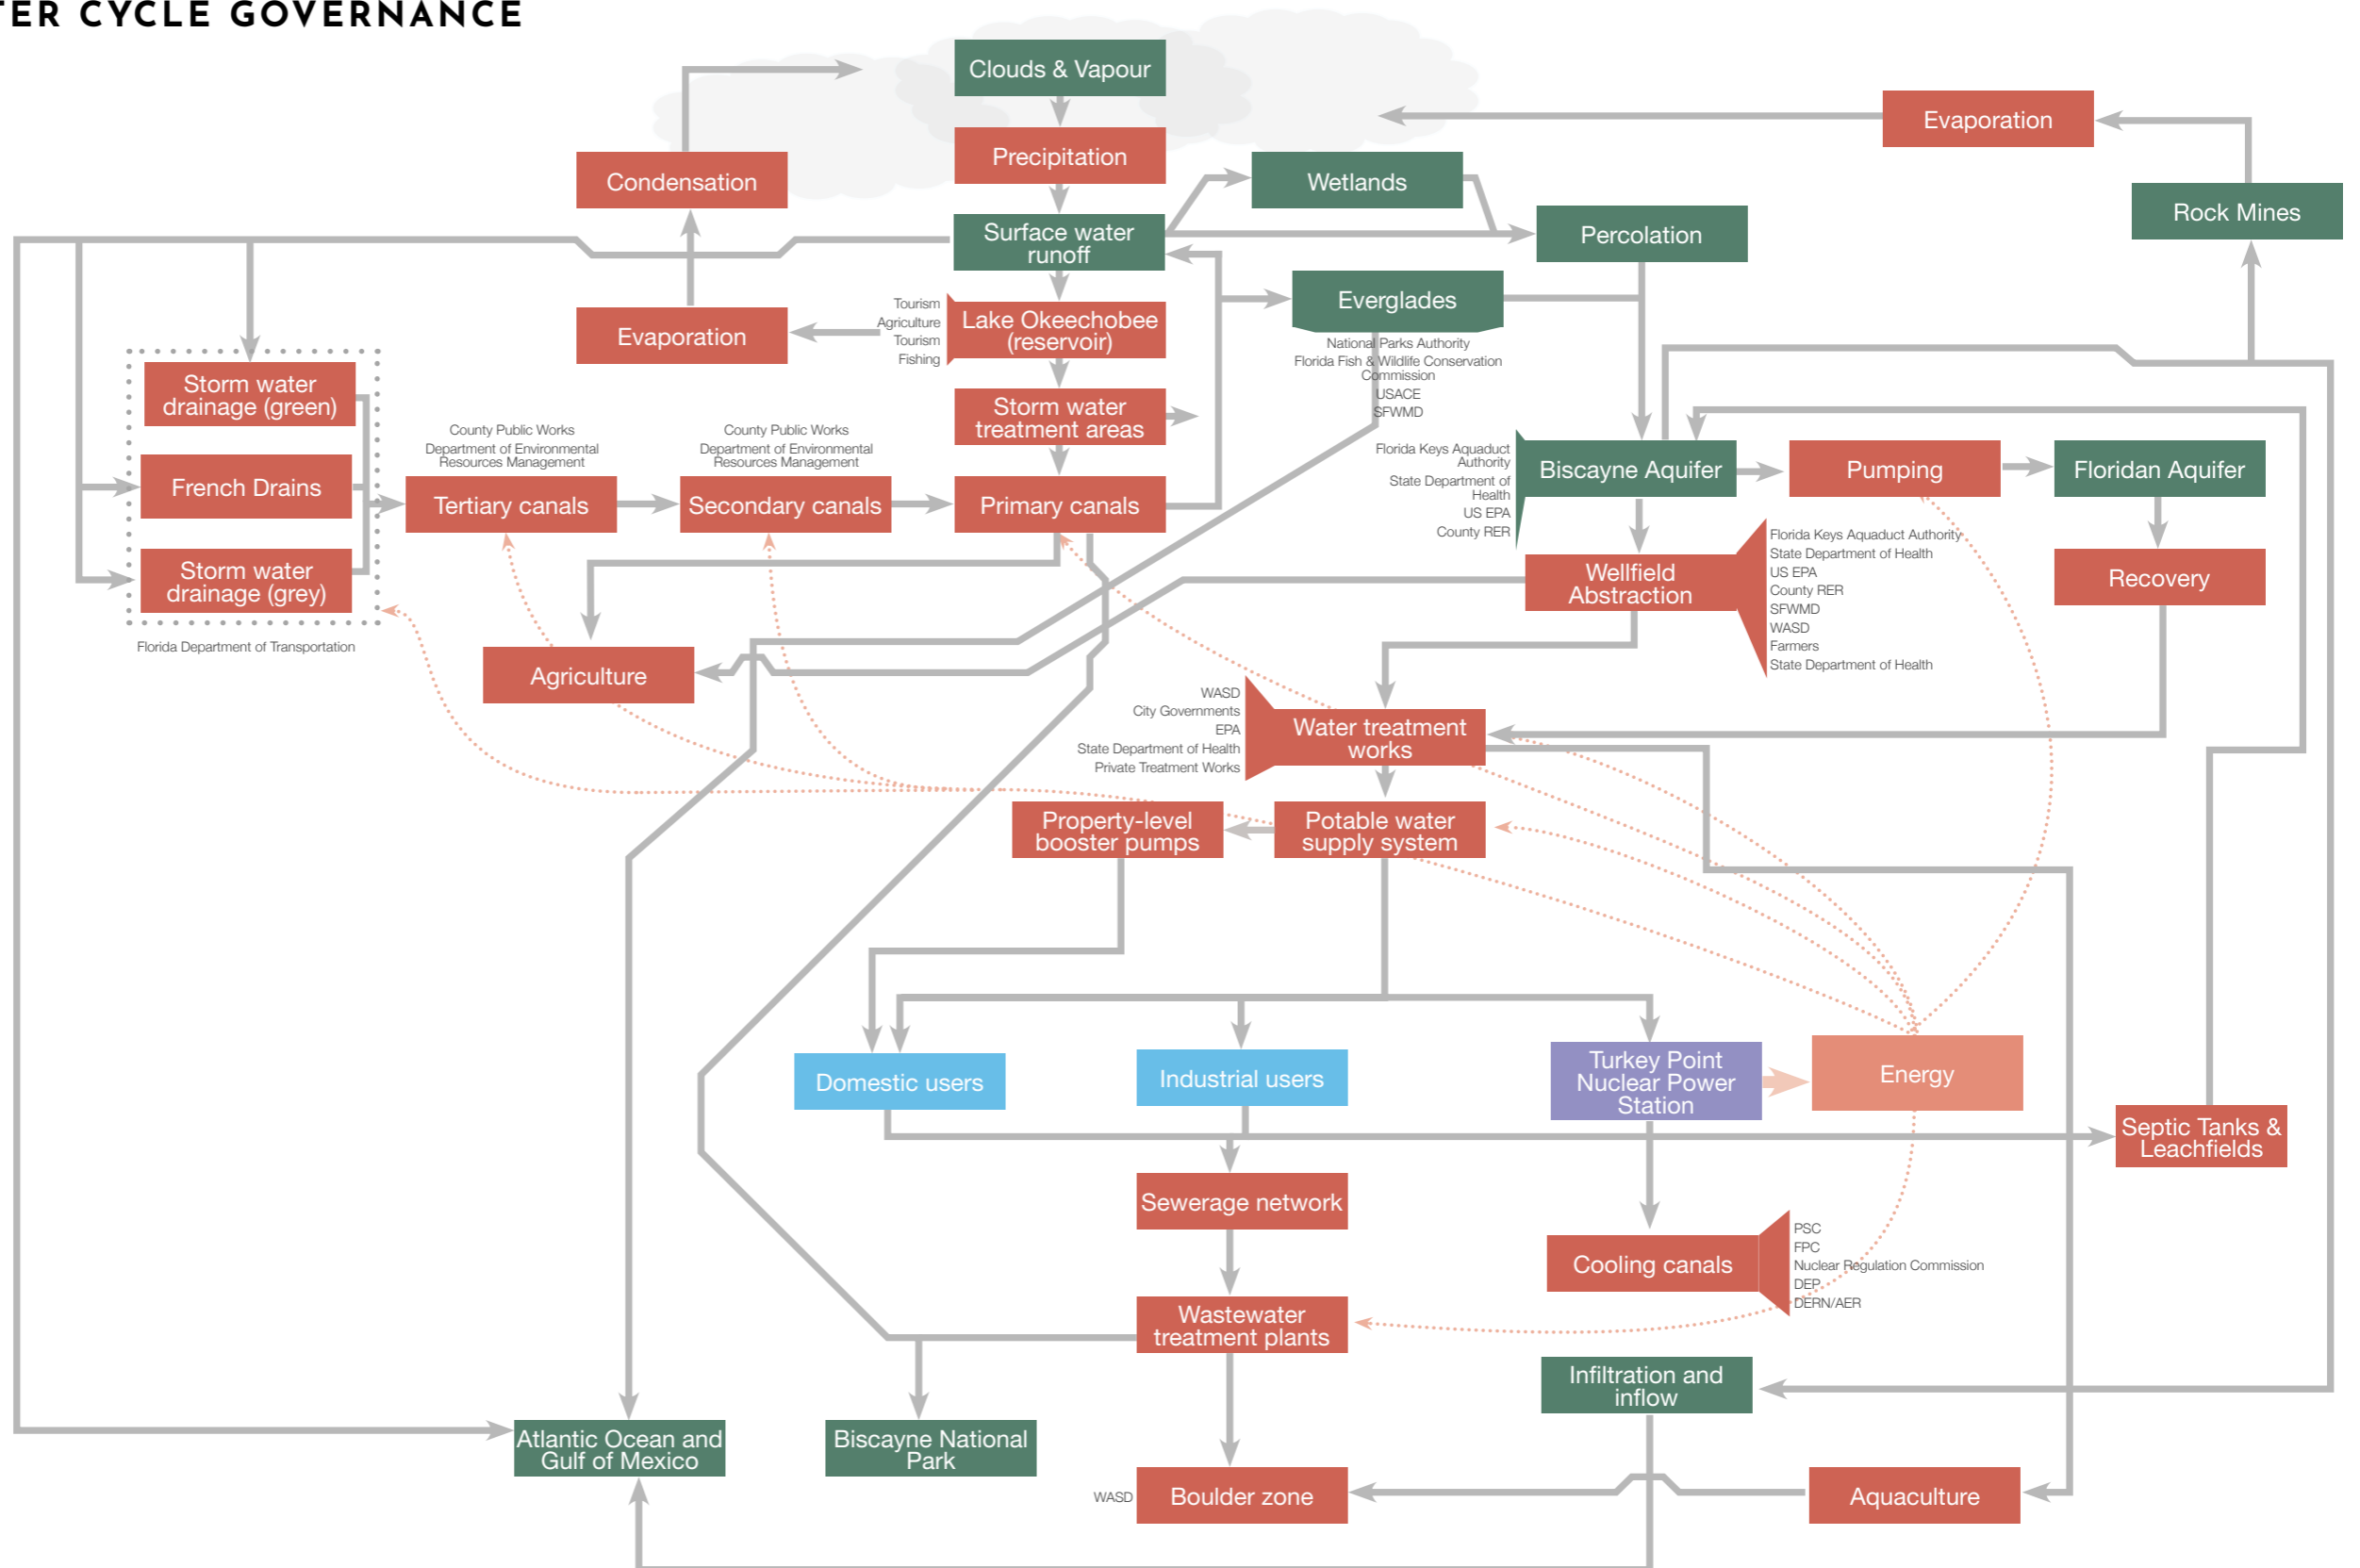 TER CYCLE GOVERNANCE
Clouds & Vapour
Evaporation
Precipitation
Condensation
Wetlands
Rock Mines
Surface water
runoff
Percolation
Everglades
National Parks Authority
Florida Fish & Wildlife Conservation
Commission
USACE
SFWMD
Tourism
Agriculture
Tourism
Fishing
Lake Okeechobee
(reservoir)
Evaporation
Storm water
drainage (green)
French Drains
Storm water
drainage (grey)
Florida Department of Transportation
County Public Works
Department of Environmental
Resources Management
Tertiary canals
County Public Works
Department of Environmental
Resources Management
Secondary canals
Storm water
treatment areas
Primary canals
Florida Keys Aquaduct
Authority
State Department of
Health
US EPA
County RER
Biscayne Aquifer
Pumping
Floridan Aquifer
Wellfield
Abstraction
Florida Keys Aquaduct Authority
State Department of Health
US EPA
County RER
SFWMD
WASD
Farmers
State Department of Health
Recovery
Agriculture
WASD
City Governments
EPA
State Department of Health
Private Treatment Works
Water treatment
works
Property-level
booster pumps
Potable water
supply system
Domestic users
Industrial users
Turkey Point
Nuclear Power
Station
Energy
Septic Tanks &
Leachfields
Sewerage network
Cooling canals
PSC
FPC
Nuclear Regulation Commission
DEP
DERN/AER
Wastewater
treatment plants
Infiltration and
inflow
Atlantic Ocean and
Gulf of Mexico
Biscayne National
Park
WASD
Boulder zone
Aquaculture